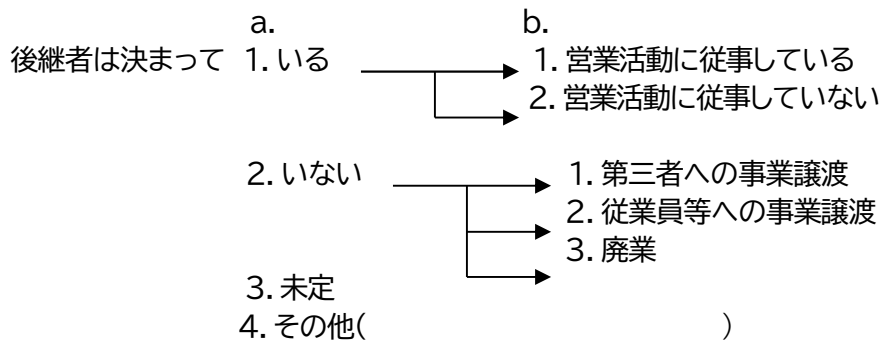 a. b.
後継者は決まって 1. いる 1. 営業活動に従事している
2. 営業活動に従事していない
2. いない 1. 第三者への事業譲渡
2. 従業員等への事業譲渡
3. 廃業
3. 未定
4. その他( )